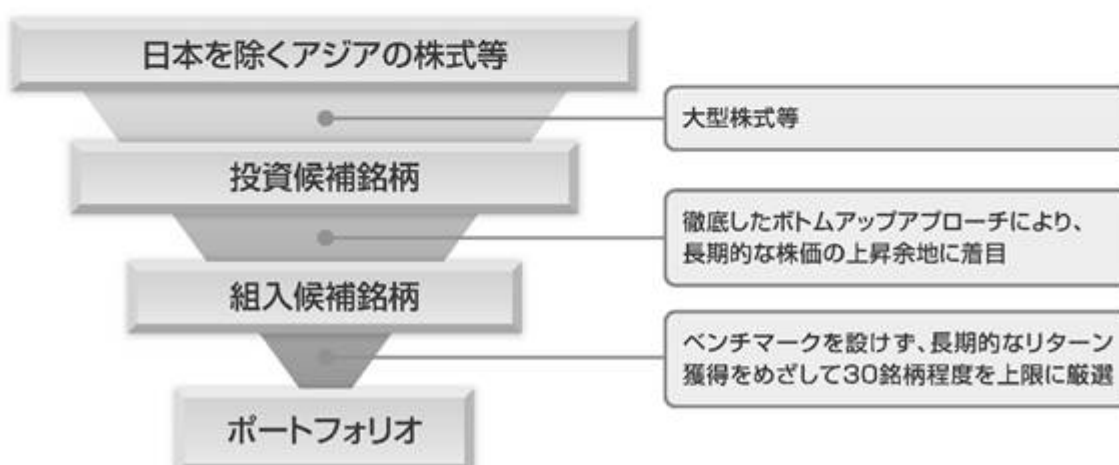 日本を除くアジアの株式等
大型株式等
投資候補銘柄
徹底したボトムアップアプローチにより、
長期的な株価の上昇余地に着目
組入候補銘柄
ベンチマークを設けず、長期的なリターン
獲得をめざして30銘柄程度を上限に厳選
ポートフォリオ